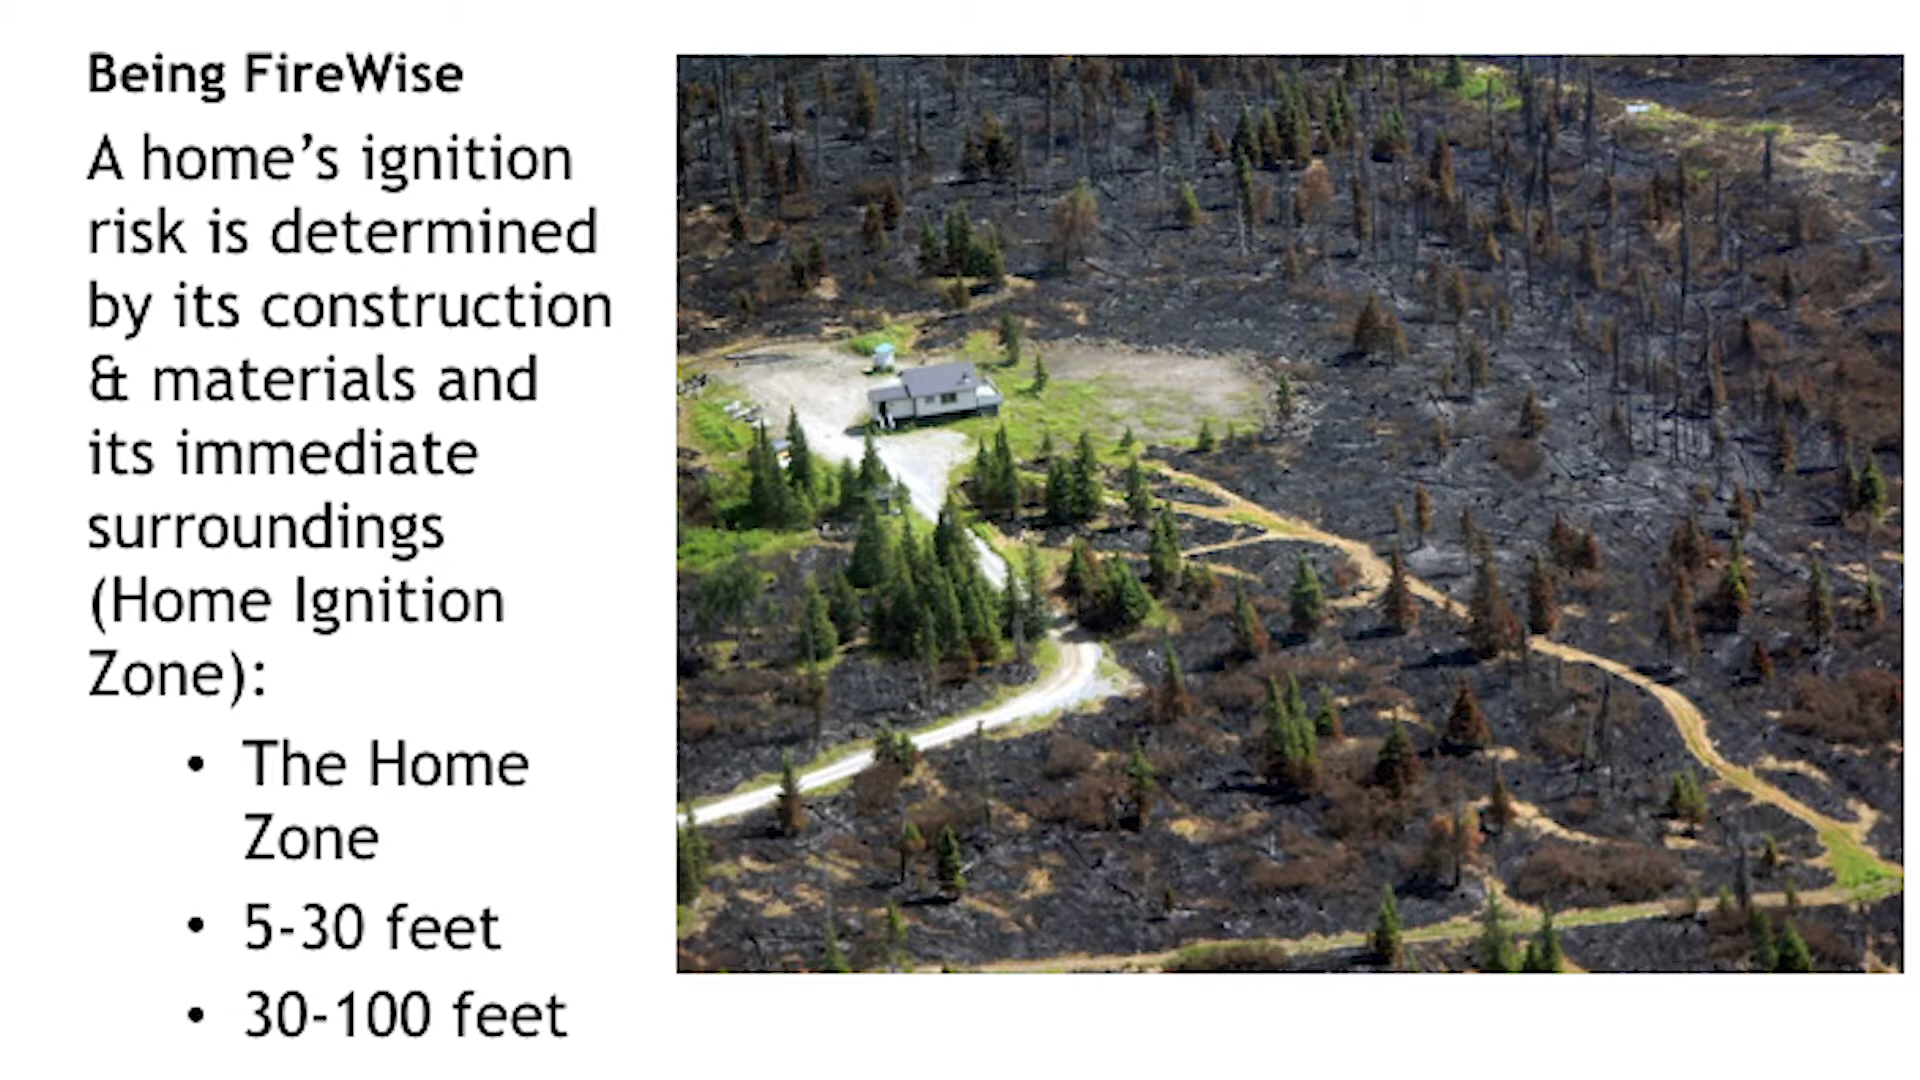 Being FireWise
A home’s ignition
risk is determined
by its construction
& materials and
its immediate
surroundings
(Home Ignition
Zone):
• The Home
Zone
• 5-30 feet
• 30-100 feet